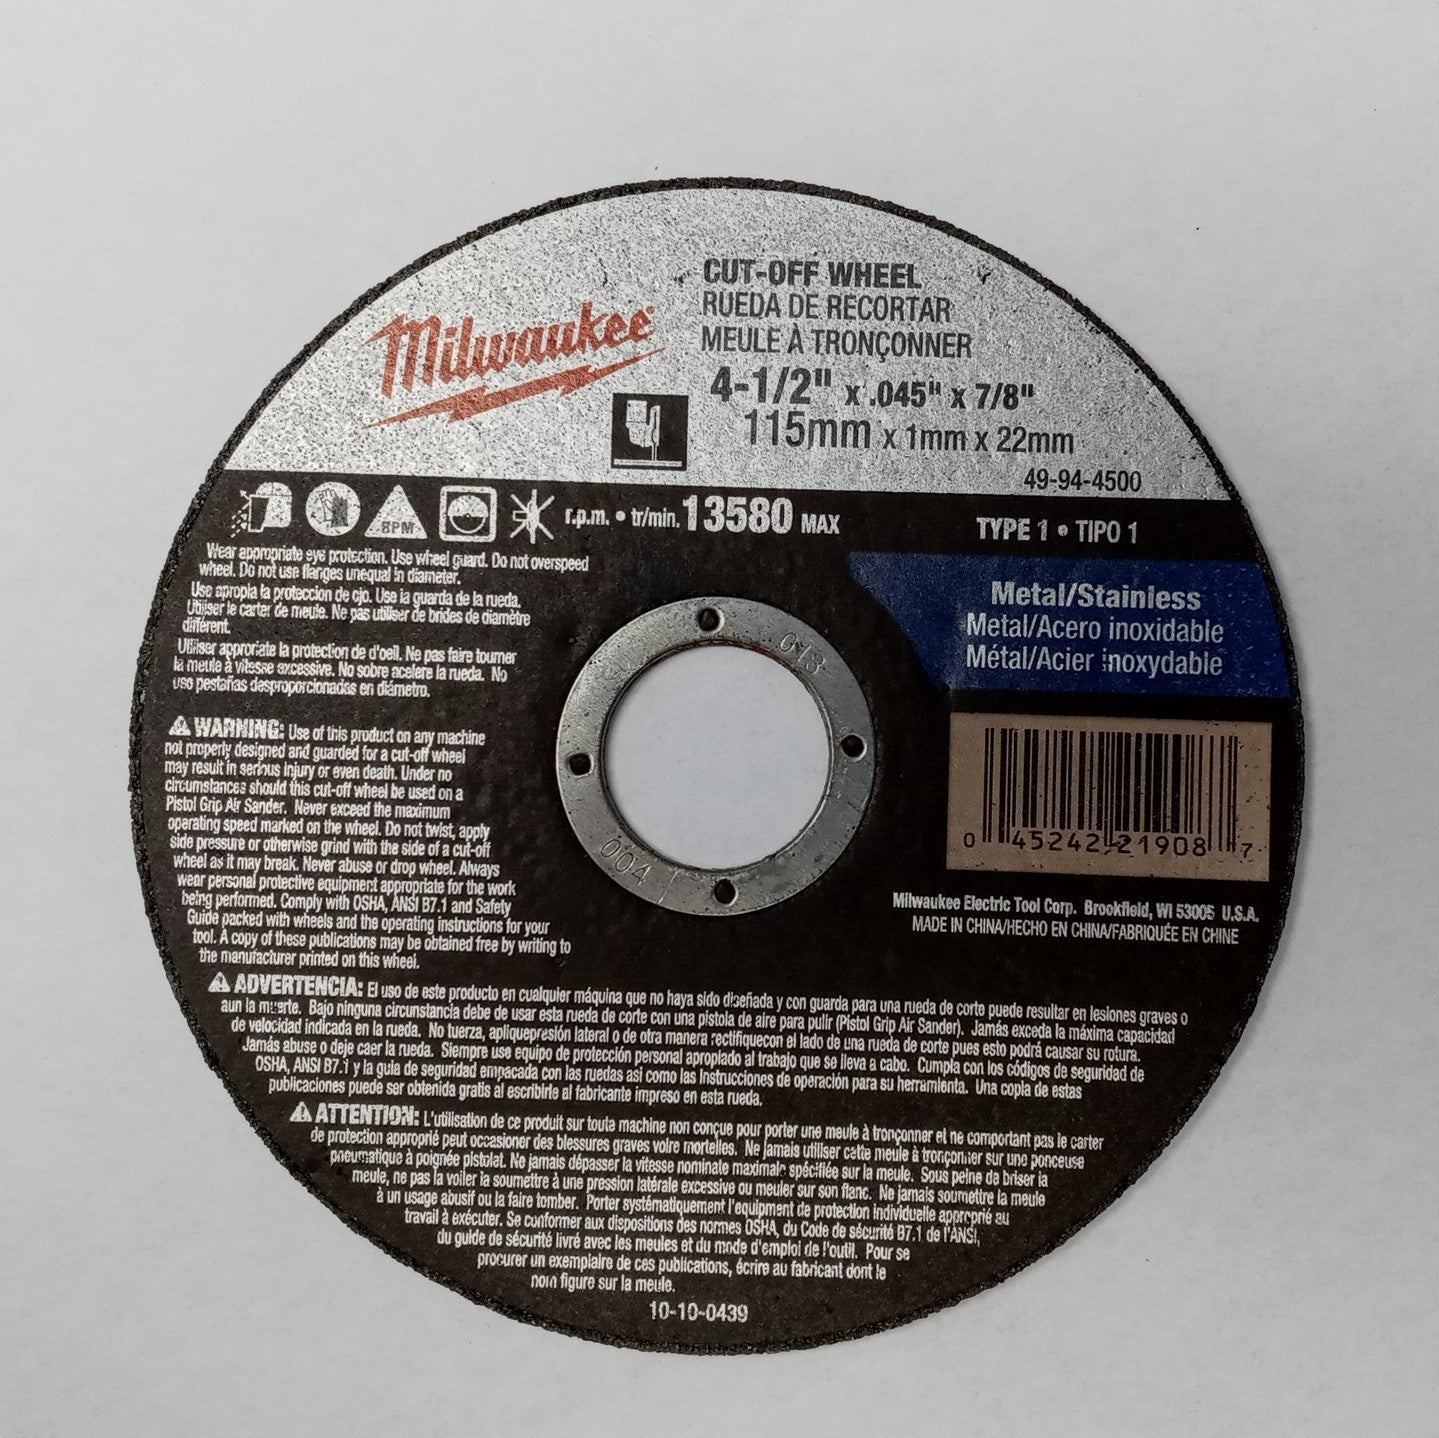 Milwaukee
CUT-OFF WHEEL
RUEDA DE RECORTAR
MEULE À TRONÇONNER
4-1/2" x .045" x 7/8"
115mm x 1mm x 22mm
49-94-4500
RPM
r.p.m. • tr/min. 13580 MAX
TYPE 1 • TIPO 1
Wear appropriate eye protection. Use wheel guard. Do not overspeed
wheel. Do not use flanges unequal in diameter.
Use apropia la proteccion de ojo. Use la guarda de la rueda.
Utiliser le carter de meule. Ne pas utiliser de brides de diamètre
différent.
Utiliser approriate la protection de d'oeil. Ne pas faire tourner
la meule à vitesse excessive. No sobre acelere la rueda. No
uso pestañas desproporcionadas en diámetro.
Metal/Stainless
Metal/Acero inoxidable
Métal/Acier inoxydable
013
004
⚠ WARNING: Use of this product on any machine
not properly designed and guarded for a cut-off wheel
may result in serious injury or even death. Under no
circumstances should this cut-off wheel be used on a
Pistol Grip Air Sander. Never exceed the maximum
operating speed marked on the wheel. Do not twist, apply
side pressure or otherwise grind with the side of a cut-off
wheel as it may break. Never abuse or drop wheel. Always
wear personal protective equipment appropriate for the work
being performed. Comply with OSHA, ANSI B7.1 and Safety
Guide packed with wheels and the operating instructions for your
tool. A copy of these publications may be obtained free by writing to
the manufacturer printed on this wheel.
0 45242 21908 7
Milwaukee Electric Tool Corp. Brookfield, WI 53005 U.S.A.
MADE IN CHINA/HECHO EN CHINA/FABRIQUÉE EN CHINE
⚠ ADVERTENCIA: El uso de este producto en cualquier máquina que no haya sido diseñada y con guarda para una rueda de corte puede resultar en lesiones graves o
aun la muerte. Bajo ninguna circunstancia debe de usar esta rueda de corte con una pistola de aire para pulir (Pistol Grip Air Sander). Jamás exceda la máxima capacidad
de velocidad indicada en la rueda. No tuerza, apliquepresión lateral o de otra manera rectifiquecon el lado de una rueda de corte pues esto podrá causar su rotura.
Jamás abuse o deje caer la rueda. Siempre use equipo de protección personal apropiado al trabajo que se lleva a cabo. Cumpla con los códigos de seguridad de
OSHA, ANSI B7.1 y la guía de seguridad empacada con las ruedas asi como las Instrucciones de operación para su herramienta. Una copia de estas
publicaciones puede ser obtenida gratis al escribirle al fabricante impreso en esta rueda.
⚠ ATTENTION: L'utilisation de ce produit sur toute machine non conçue pour porter une meule à tronçonner et ne comportant pas le carter
de protection approprié peut occasioner des blessures graves voire mortelles. Ne jamais utiliser cette meule à tronçonner sur une ponceuse
pneumatique à poignée pistolat. Ne jamais dépasser la vitesse nominale maximale spécifiée sur la meule. Sous peine de briser la
meule, ne pas la voiler la soumettre à une pression latérale excessive ou meuler sur son flanc. Ne jamais soumettre la meule
à un usage abusif ou la faire tomber. Porter systématiquement l'equipment de protection individuelle approprié au
travail à exécuter. Se conformer aux dispositions des normes OSHA, du Code de sécurité B7.1 de l'ANSI,
du guide de sécurité livré avec les meules et du mode d'emploi de l'outil. Pour se
procurer un exemplaire de ces publications, écrire au fabricant dont le
nom figure sur la meule.
10-10-0439